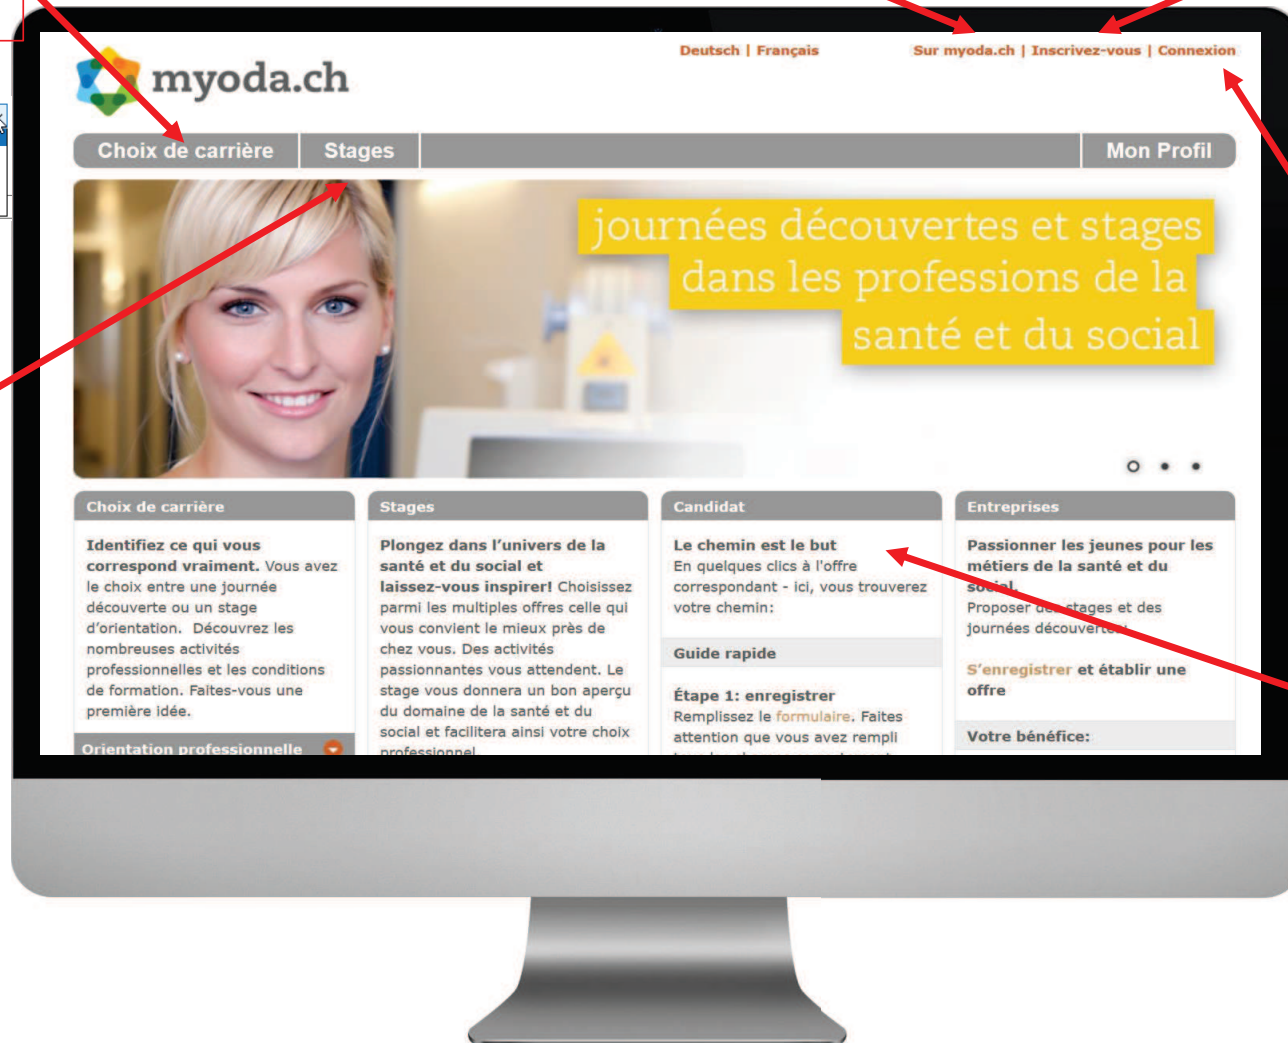 myoda.ch
Deutsch | Français
Sur myoda.ch | Inscrivez-vous | Connexion
Choix de carrière
Stages
Mon Profil
journées découvertes et stages
dans les professions de la
santé et du social
Choix de carrière
Identifiez ce qui vous
correspond vraiment. Vous avez
le choix entre une journée
découverte ou un stage
d'orientation. Découvrez les
nombreuses activités
professionnelles et les conditions
de formation. Faites-vous une
première idée.
Orientation professionnelle
Stages
Plongez dans l'univers de la
santé et du social et
laissez-vous inspirer! Choisissez
parmi les multiples offres celle qui
vous convient le mieux près de
chez vous. Des activités
passionnantes vous attendent. Le
stage vous donnera un bon aperçu
du domaine de la santé et du
social et facilitera ainsi votre choix
professionnel.
Candidat
Le chemin est le but
En quelques clics à l'offre
correspondant - ici, vous trouverez
votre chemin:
Guide rapide
Étape 1: enregistrer
Remplissez le formulaire. Faites
attention que vous avez rempli
Entreprises
Passionner les jeunes pour les
métiers de la santé et du
social.
Proposer des stages et des
journées découvertes:
S'enregistrer et établir une
offre
Votre bénéfice: